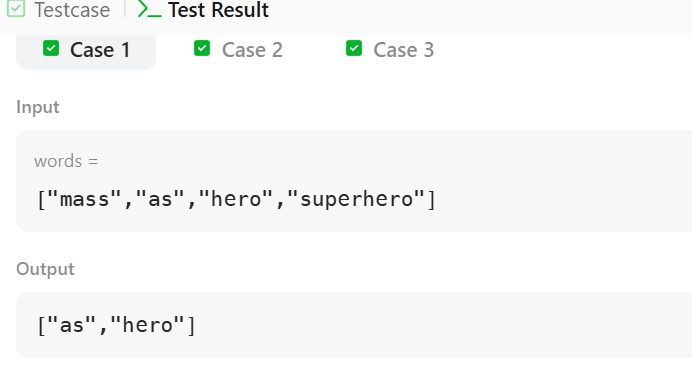 Testcase Test Result
Case 1 Case 2 Case 3
Input
words =
["mass","as","hero","superhero"]
Output
["as","hero"]